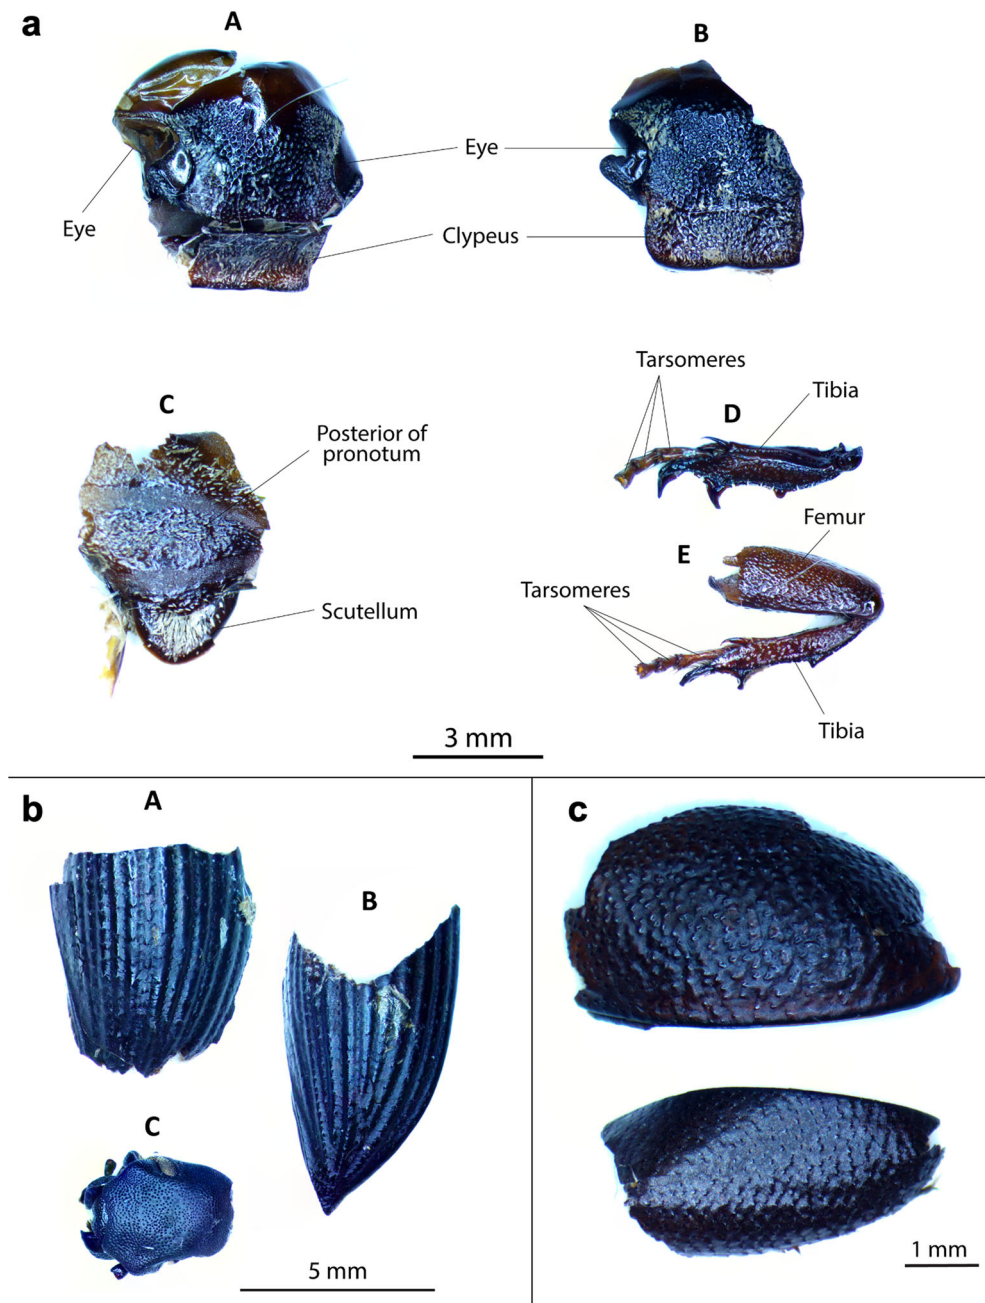 a
A
B
Eye
Eye
Clypeus
C
Posterior of
pronotum
Scutellum
Tarsomeres
D
Tibia
Femur
E
Tarsomeres
Tibia
3 mm
b
A
B
C
5 mm
c
1 mm